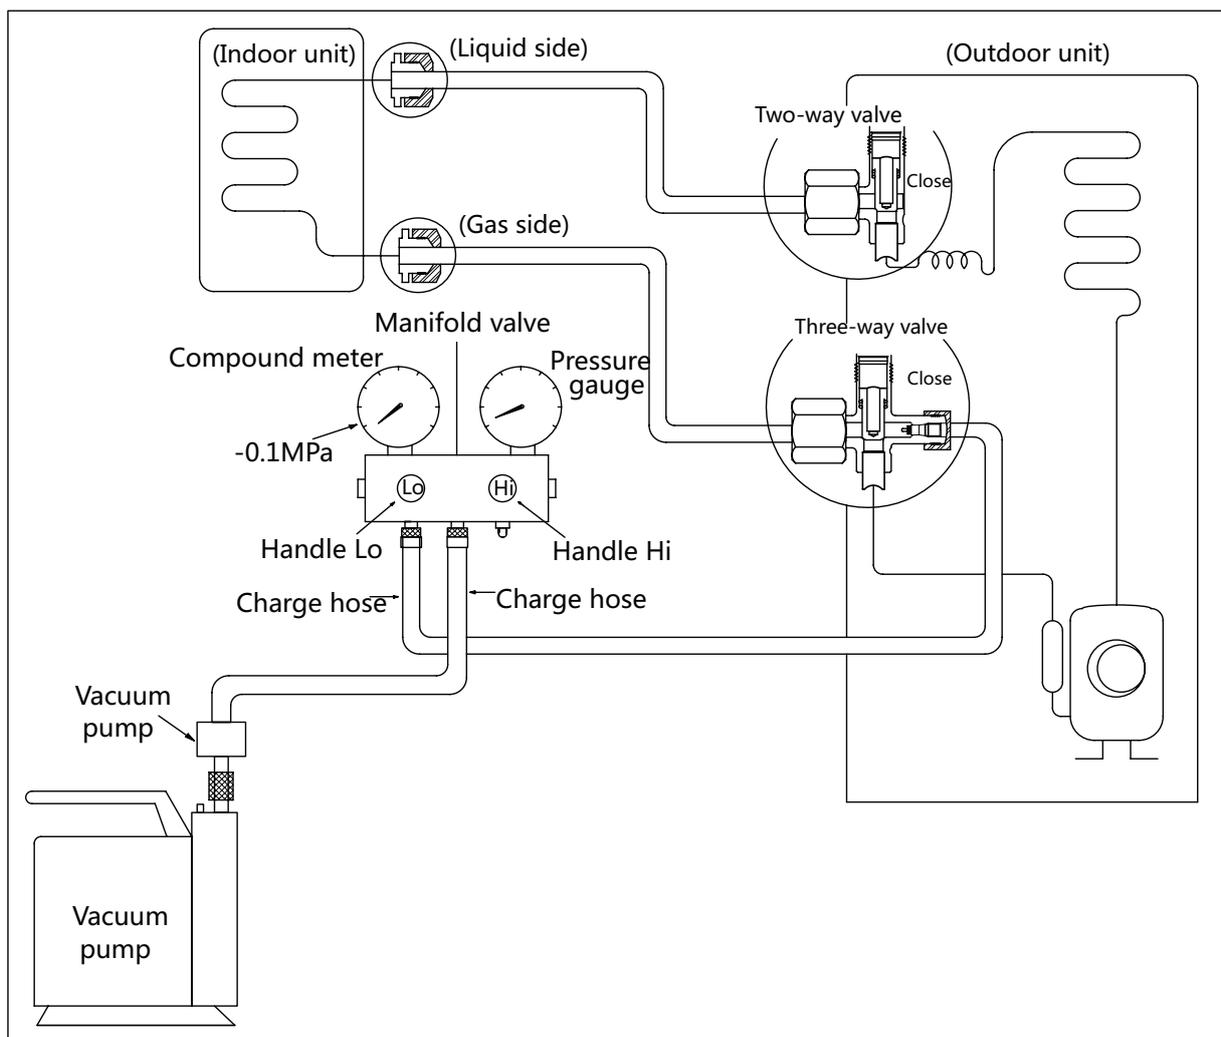 (Indoor unit)
(Liquid side)
(Outdoor unit)
Two-way valve
Close
(Gas side)
Manifold valve
Three-way valve
Compound meter
Pressure
gauge
Close
-0.1MPa
Lo
Hi
Handle Lo
Handle Hi
Charge hose
Charge hose
Vacuum
pump
Vacuum
pump